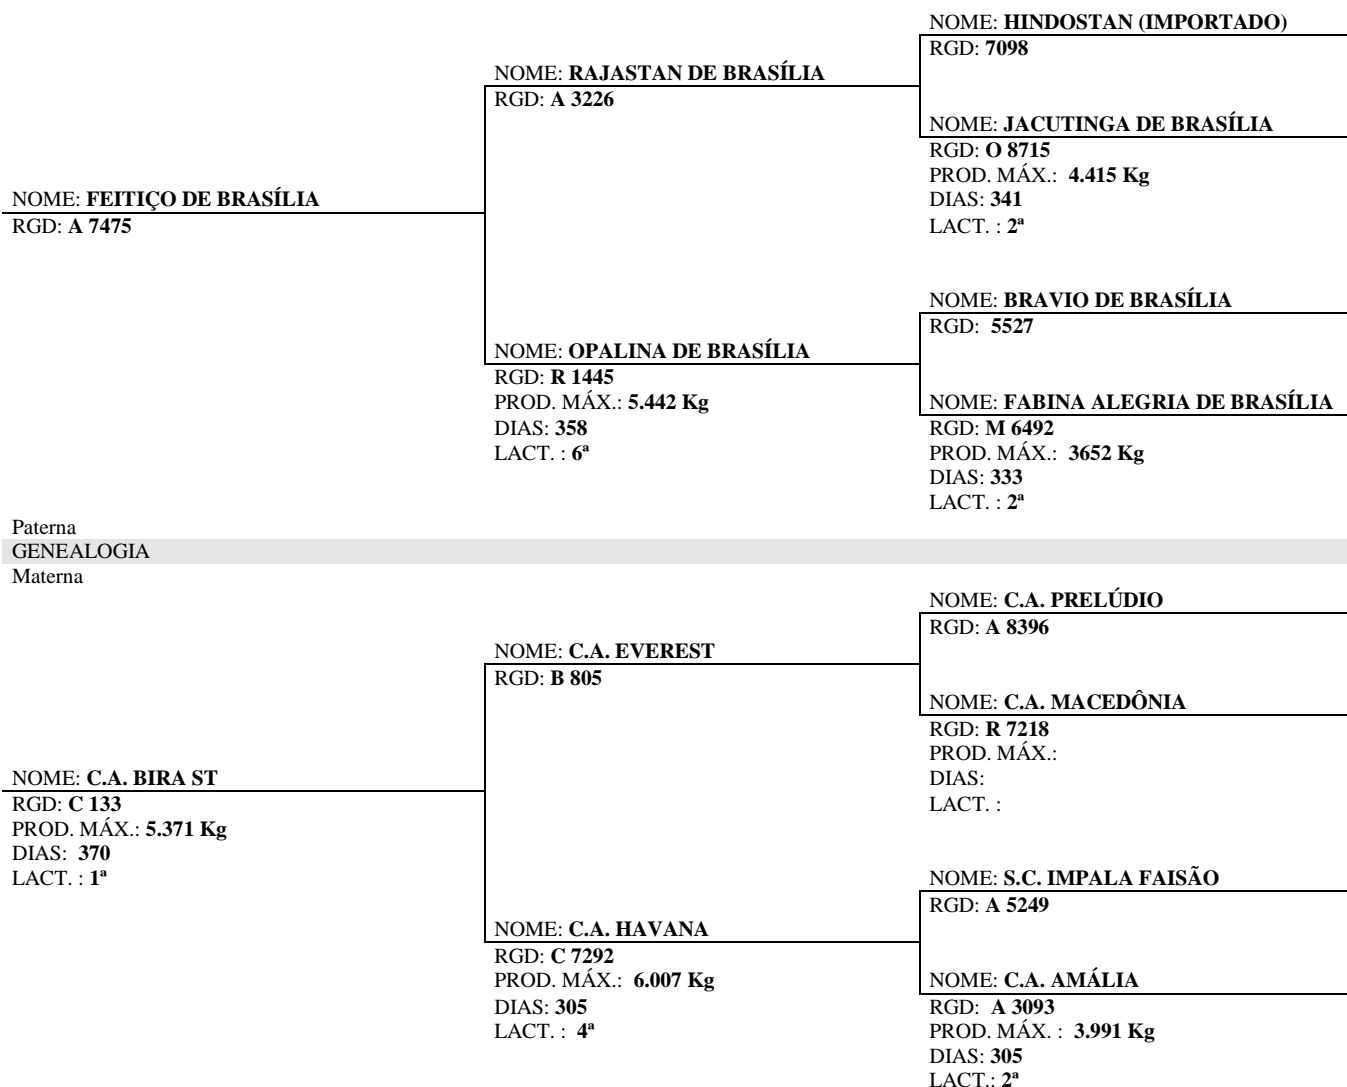 NOME: HINDOSTAN (IMPORTADO)
RGD: 7098
NOME: RAJASTAN DE BRASÍLIA
RGD: A 3226
NOME: JACUTINGA DE BRASÍLIA
RGD: O 8715
PROD. MÁX.: 4.415 Kg
DIAS: 341
LACT. : 2ª
NOME: FEITIÇO DE BRASÍLIA
RGD: A 7475
NOME: BRAVIO DE BRASÍLIA
RGD: 5527
NOME: OPALINA DE BRASÍLIA
RGD: R 1445
PROD. MÁX.: 5.442 Kg
DIAS: 358
LACT. : 6ª
NOME: FABINA ALEGRIA DE BRASÍLIA
RGD: M 6492
PROD. MÁX.: 3652 Kg
DIAS: 333
LACT. : 2ª
Paterna
GENEALOGIA
Materna
NOME: C.A. PRELÚDIO
RGD: A 8396
NOME: C.A. EVEREST
RGD: B 805
NOME: C.A. MACEDÔNIA
RGD: R 7218
PROD. MÁX.:
DIAS:
LACT. :
NOME: C.A. BIRA ST
RGD: C 133
PROD. MÁX.: 5.371 Kg
DIAS: 370
LACT. : 1ª
NOME: S.C. IMPALA FAISÃO
RGD: A 5249
NOME: C.A. HAVANA
RGD: C 7292
PROD. MÁX.: 6.007 Kg
DIAS: 305
LACT. : 4ª
NOME: C.A. AMÁLIA
RGD: A 3093
PROD. MÁX. : 3.991 Kg
DIAS: 305
LACT.: 2ª